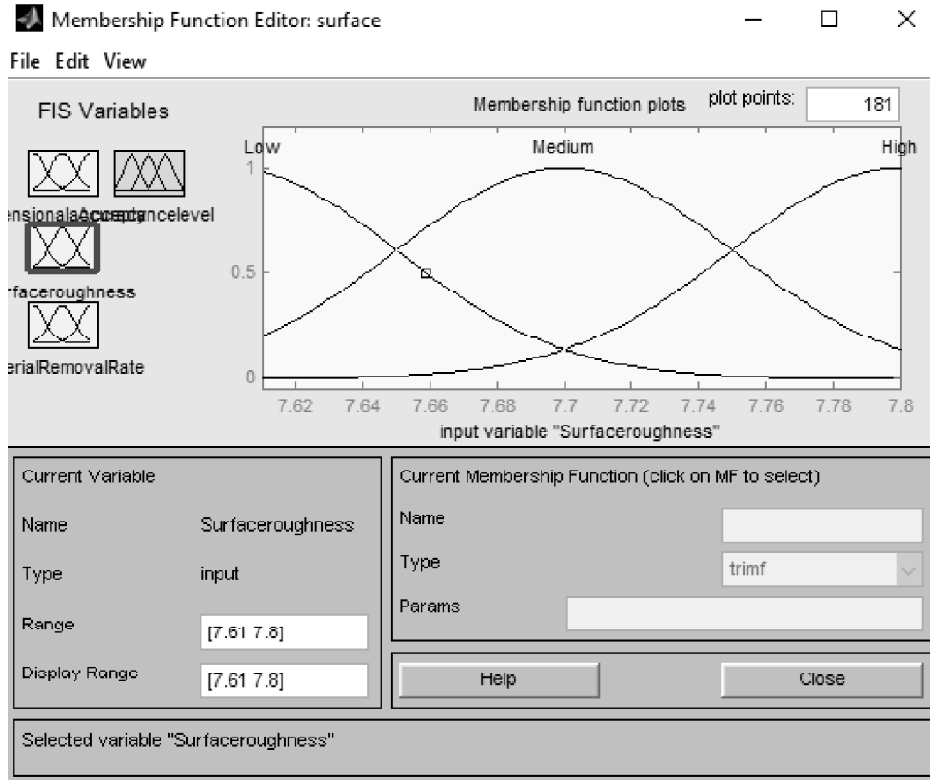 Membership Function Editor: surface
File Edit View
FIS Variables
Membership function plots
plot points:
181
Low
Medium
High
1
0.5
0
7.62 7.64 7.66 7.68 7.7 7.72 7.74 7.76 7.78 7.8
input variable "Surfaceroughness"
ancelevel
rfaceroughness
erialRemovalRate
Current Variable
Name Surfaceroughness
Type input
Range [7.61 7.8]
Display Range [7.61 7.8]
Current Membership Function (click on MF to select)
Name
Type trimf
Params
Help Close
Selected variable "Surfaceroughness"